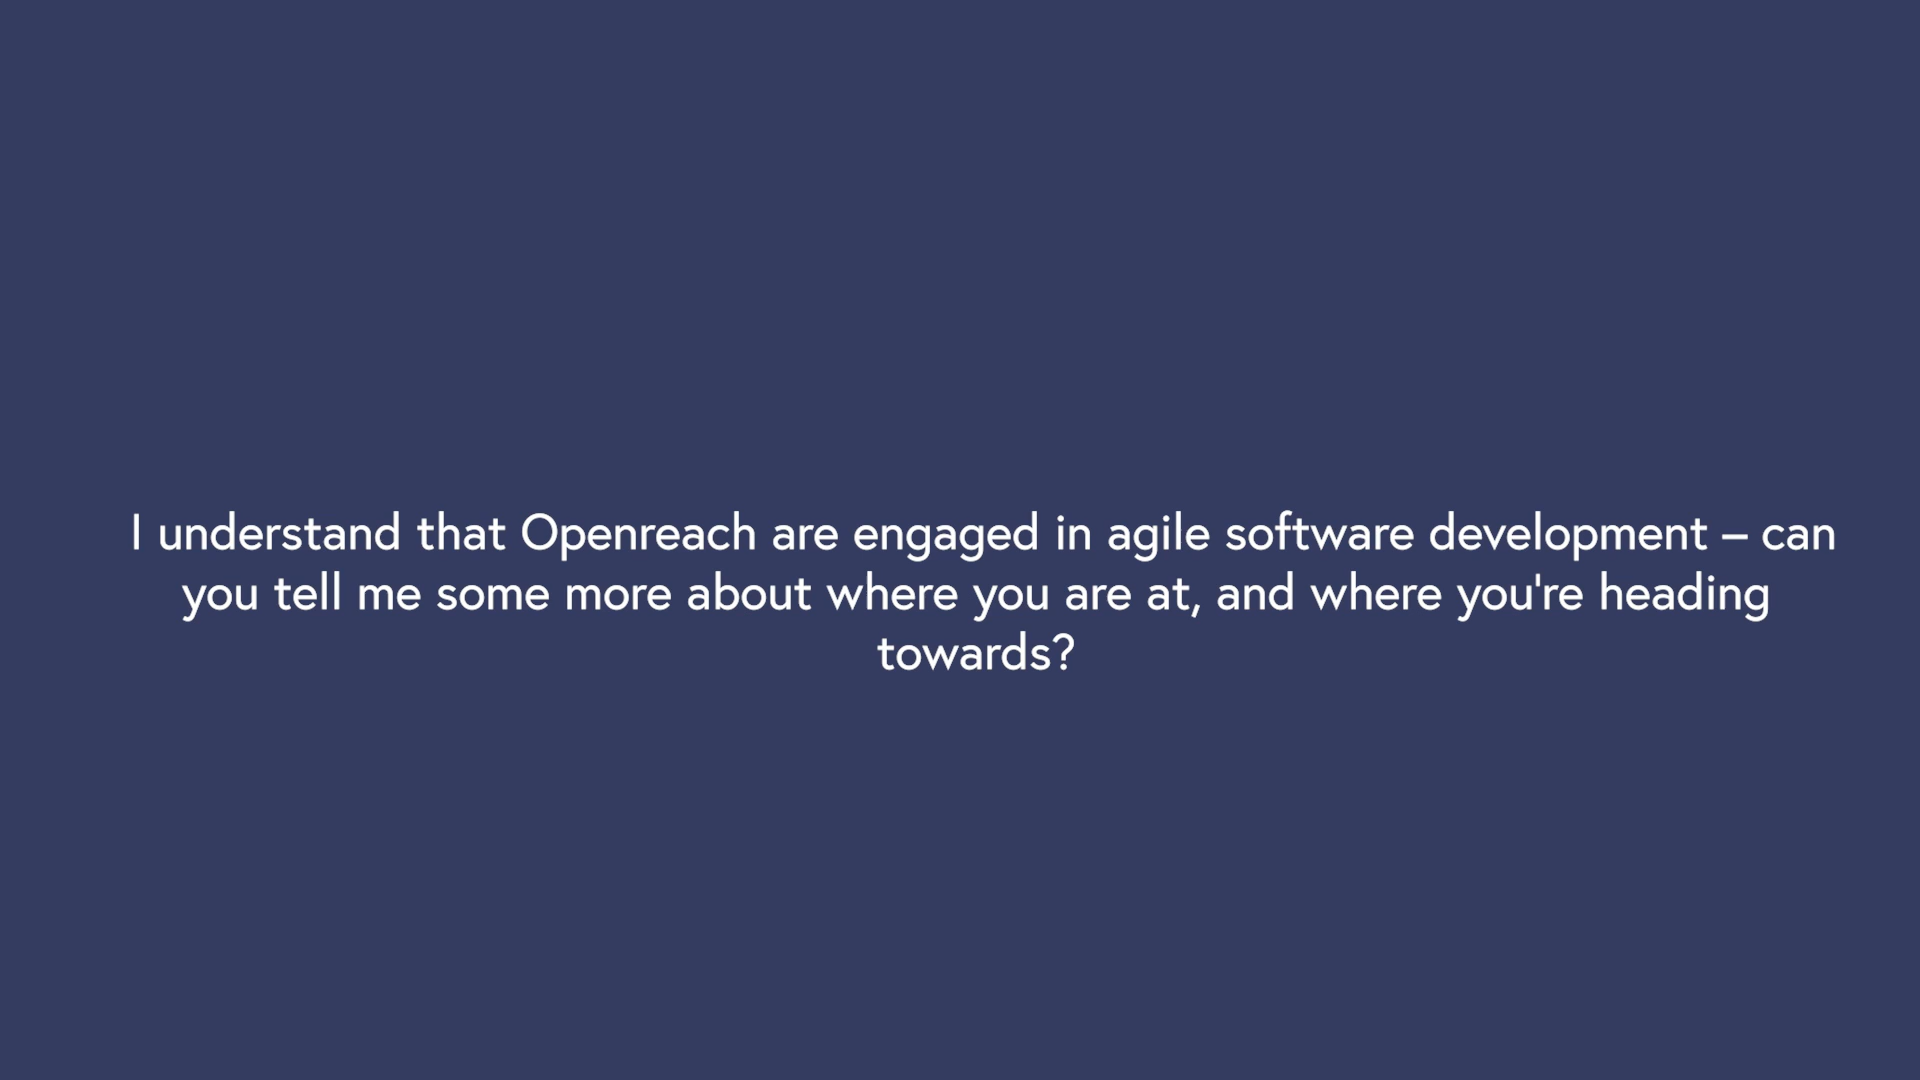 I understand that Openreach are engaged in agile software development – can
you tell me some more about where you are at, and where you're heading
towards?